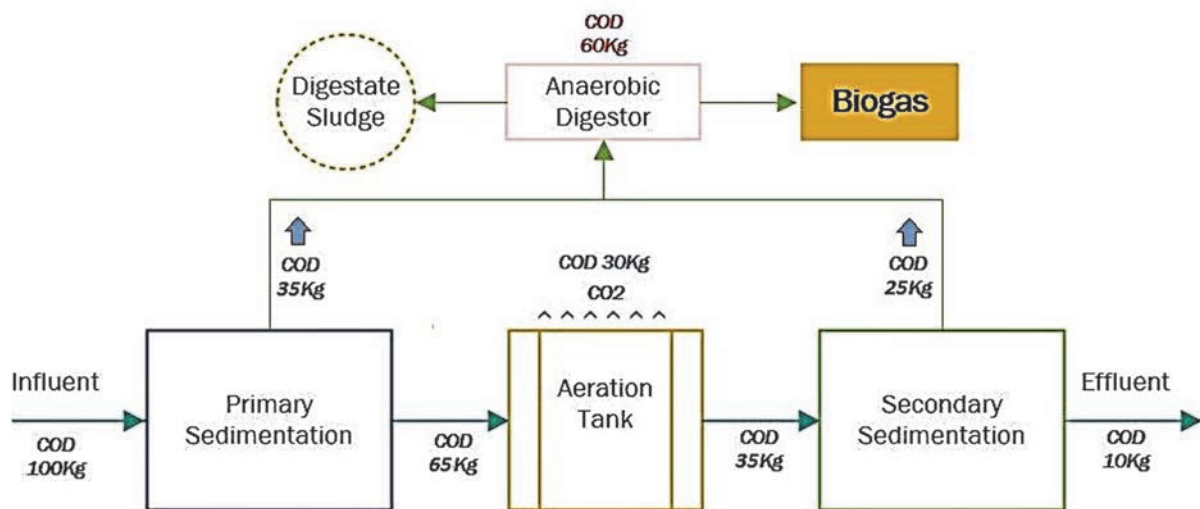 COD
60Kg
Digestate
Sludge
Anaerobic
Digestor
Biogas
COD
35Kg
COD 30Kg
CO2
COD
25Kg
Influent
COD
100Kg
Primary
Sedimentation
COD
65Kg
Aeration
Tank
COD
35Kg
Secondary
Sedimentation
Effluent
COD
10Kg